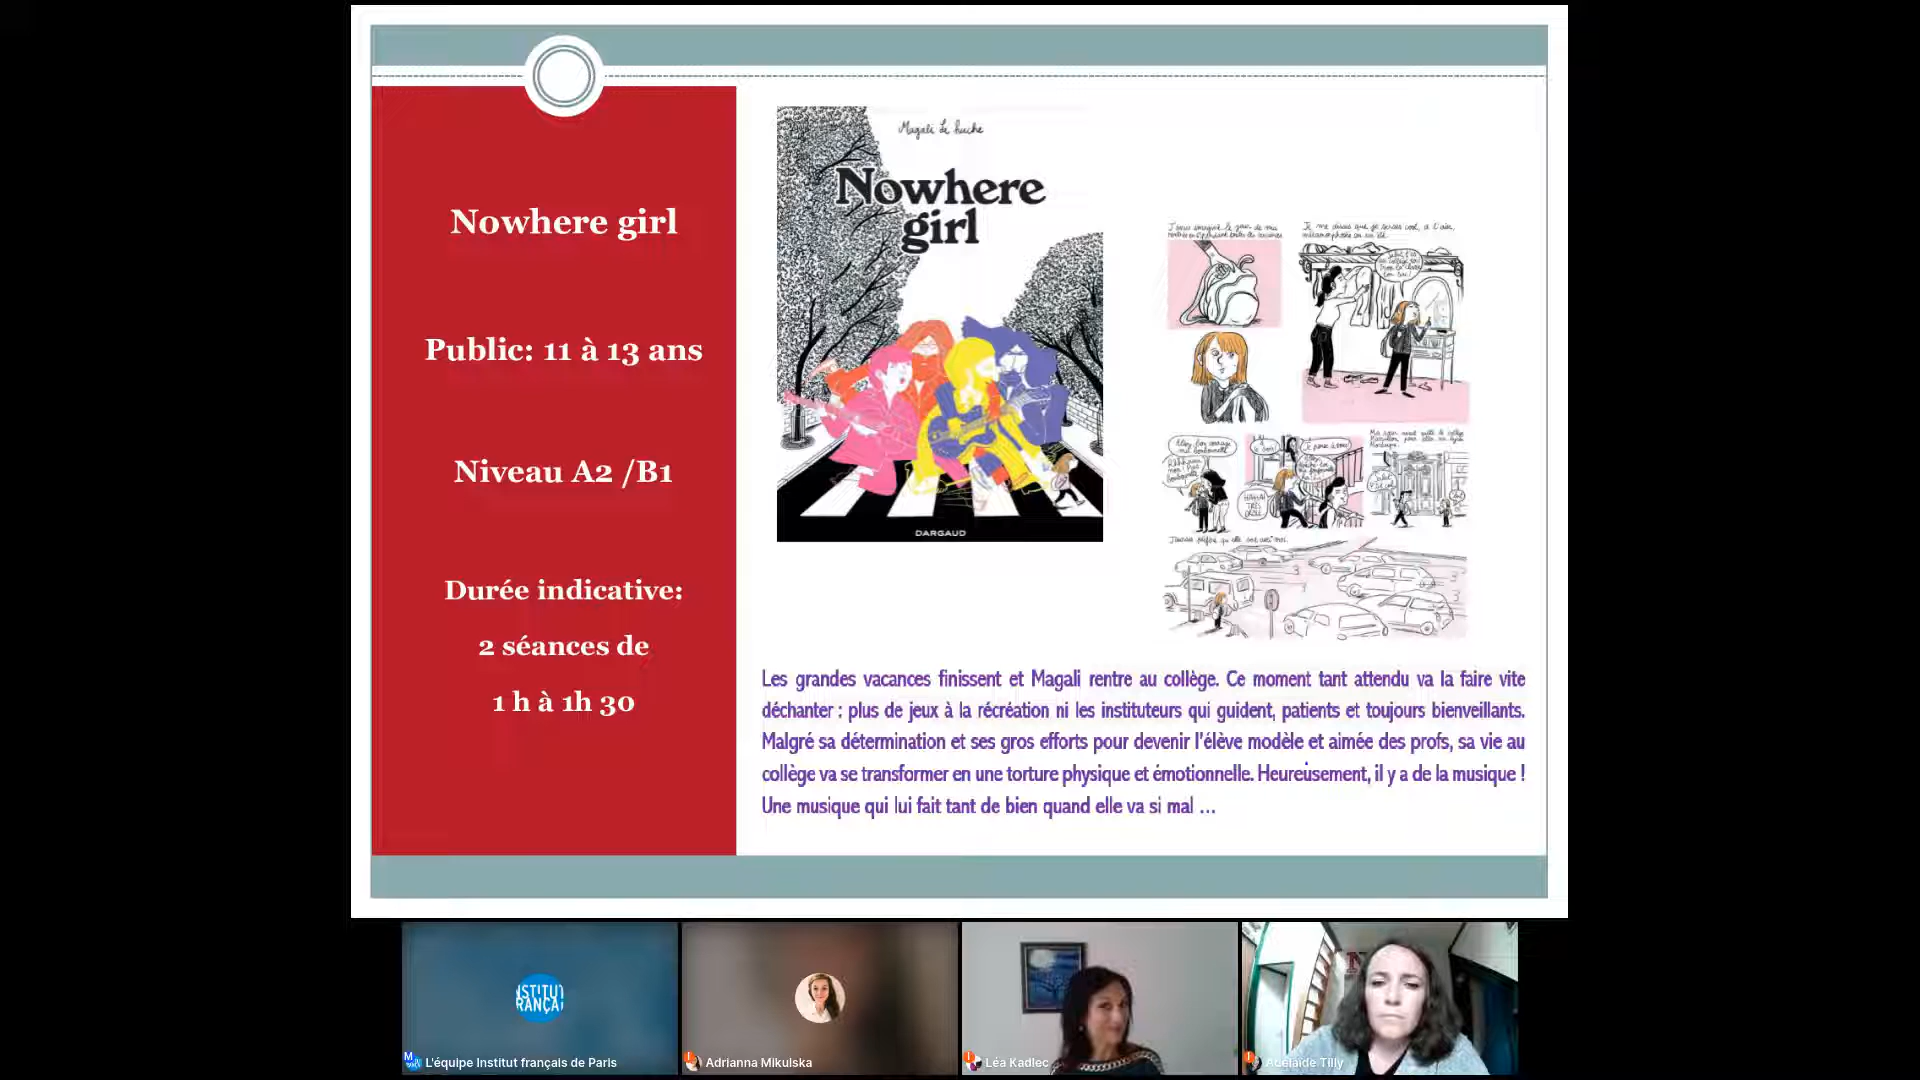 Nowhere girl
Public: 11 à 13 ans
Niveau A2 /B1
Durée indicative:
2 séances de
1 h à 1h 30
Magali Le huche
Nowhere
girl
DARGAUD
Les grandes vacances finissent et Magali rentre au collège. Ce moment tant attendu va la faire vite
déchanter : plus de jeux à la récréation ni les instituteurs qui guident, patients et toujours bienveillants.
Malgré sa détermination et ses gros efforts pour devenir l'élève modèle et aimée des profs, sa vie au
collège va se transformer en une torture physique et émotionnelle. Heureusement, il y a de la musique !
Une musique qui lui fait tant de bien quand elle va si mal ...
L'équipe Institut français de Paris
Adrianna Mikulska
Léa Kadlec
Adélaïde Tilly